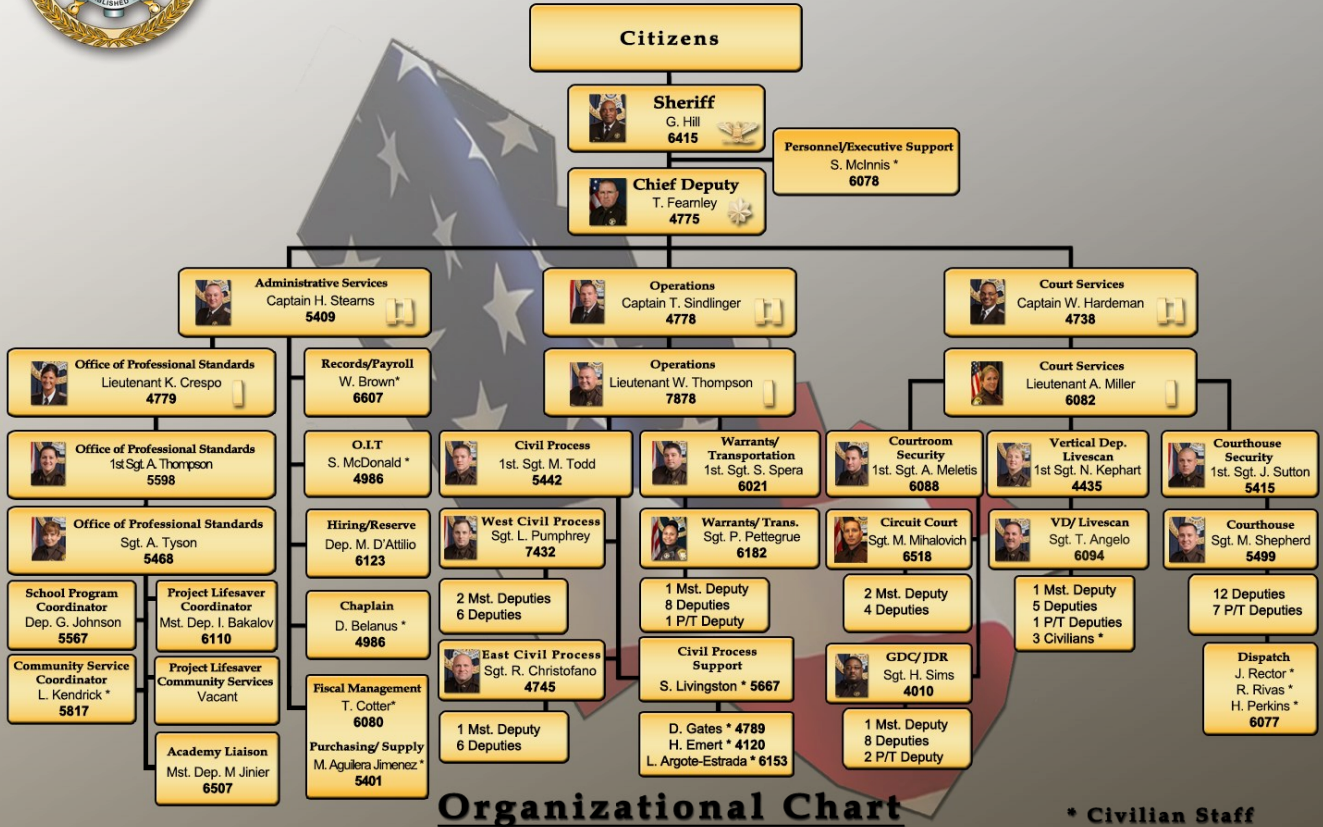 ESTABLISHED
Citizens
Sheriff
G. Hill
6415
Personnel/Executive Support
S. McInnis *
6078
Chief Deputy
T. Fearnley
4775
Administrative Services
Captain H. Stearns
5409
Operations
Captain T. Sindlinger
4778
Court Services
Captain W. Hardeman
4738
Office of Professional Standards
Lieutenant K. Crespo
4779
Records/Payroll
W. Brown*
6607
Operations
Lieutenant W. Thompson
7878
Court Services
Lieutenant A. Miller
6082
Office of Professional Standards
1st Sgt. A. Thompson
5598
O.I.T
S. McDonald *
4986
Civil Process
1st. Sgt. M. Todd
5442
Warrants/
Transportation
1st. Sgt. S. Spera
6021
Courtroom
Security
1st. Sgt. A. Meletis
6088
Vertical Dep.
Livescan
1st Sgt. N. Kephart
4435
Courthouse
Security
1st. Sgt. J. Sutton
5415
Office of Professional Standards
Sgt. A. Tyson
5468
Hiring/Reserve
Dep. M. D'Attilio
6123
West Civil Process
Sgt. L. Pumphrey
7432
Warrants/ Trans.
Sgt. P. Pettegrue
6182
Circuit Court
Sgt. M. Mihalovich
6518
VD/ Livescan
Sgt. T. Angelo
6094
Courthouse
Sgt. M. Shepherd
5499
School Program
Coordinator
Dep. G. Johnson
5567
Project Lifesaver
Coordinator
Mst. Dep. I. Bakalov
6110
Chaplain
D. Belanus *
4986
2 Mst. Deputies
6 Deputies
1 Mst. Deputy
8 Deputies
1 P/T Deputy
2 Mst. Deputy
4 Deputies
1 Mst. Deputy
5 Deputies
1 P/T Deputies
3 Civilians *
12 Deputies
7 P/T Deputies
Community Service
Coordinator
L. Kendrick *
5817
Project Lifesaver
Community Services
Vacant
Fiscal Management
T. Cotter*
6080
Purchasing/ Supply
M. Aguilera Jimenez *
5401
East Civil Process
Sgt. R. Christofano
4745
Civil Process
Support
S. Livingston * 5667
GDC/ JDR
Sgt. H. Sims
4010
Dispatch
J. Rector *
R. Rivas *
H. Perkins *
6077
Academy Liaison
Mst. Dep. M Jinier
6507
1 Mst. Deputy
6 Deputies
D. Gates * 4789
H. Emert * 4120
L. Argote-Estrada * 6153
1 Mst. Deputy
8 Deputies
2 P/T Deputy
Organizational Chart
* Civilian Staff